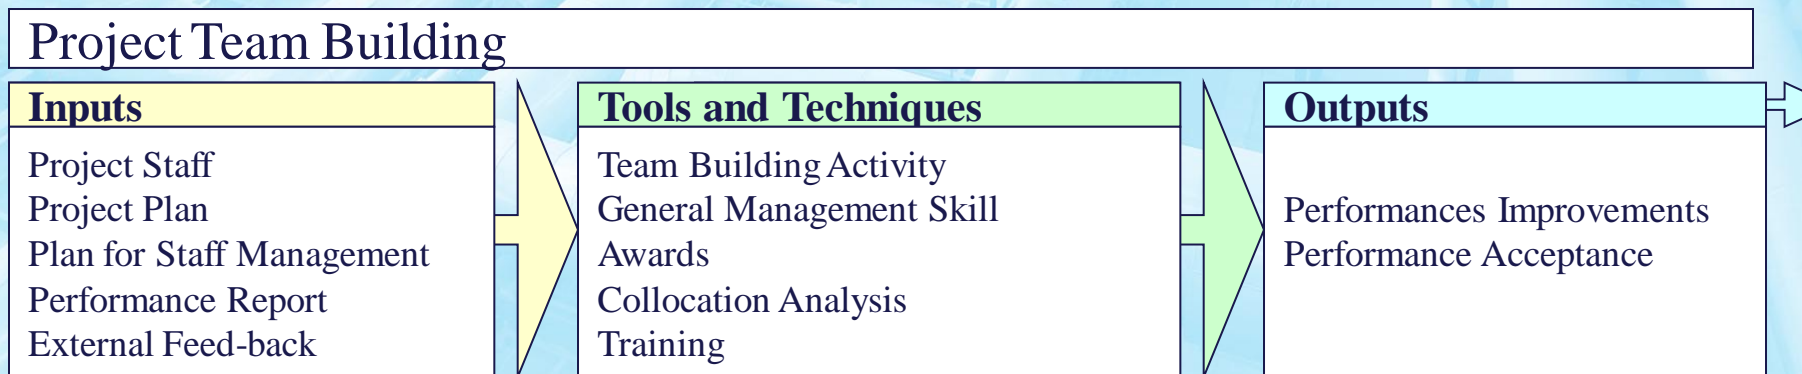 Project Team Building
Inputs
Project Staff
Project Plan
Plan for Staff Management
Performance Report
External Feed-back
Tools and Techniques
Team Building Activity
General Management Skill
Awards
Collocation Analysis
Training
Outputs
Performances Improvements
Performance Acceptance